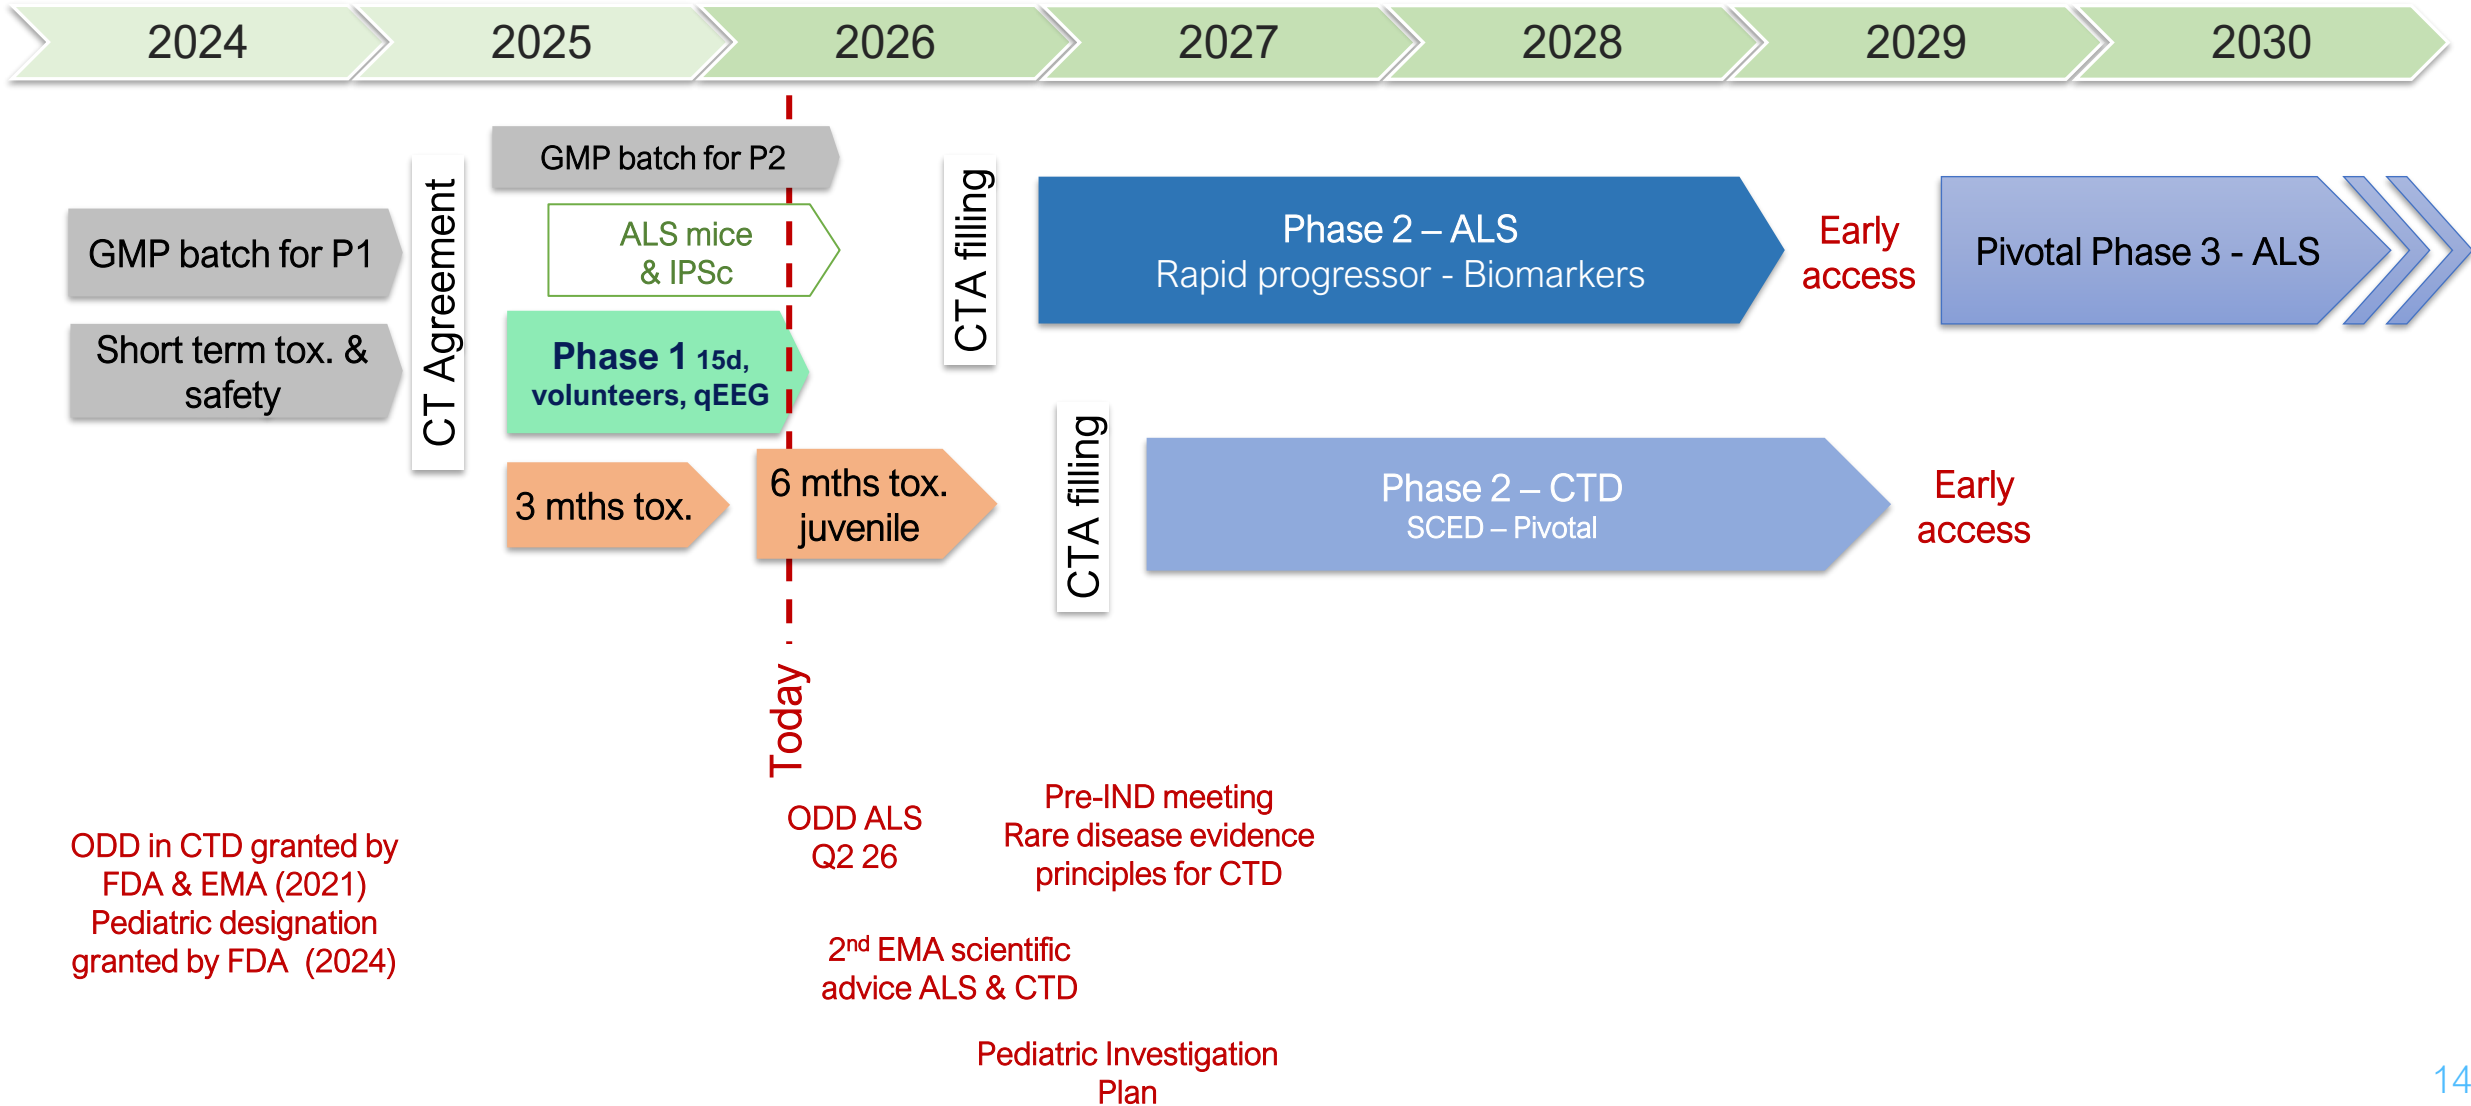 2024
2025
2026
2027
2028
2029
2030
GMP batch for P1
Short term tox. &
safety
CT Agreement
GMP batch for P2
ALS mice
& IPSc
Phase 1 15d,
volunteers, qEEG
3 mths tox.
6 mths tox.
juvenile
Today
CTA filling
Phase 2 – ALS
Rapid progressor - Biomarkers
Early
access
Pivotal Phase 3 - ALS
CTA filling
Phase 2 – CTD
SCED – Pivotal
Early
access
ODD in CTD granted by
FDA & EMA (2021)
Pediatric designation
granted by FDA (2024)
ODD ALS
Q2 26
Pre-IND meeting
Rare disease evidence
principles for CTD
2nd EMA scientific
advice ALS & CTD
Pediatric Investigation
Plan
14